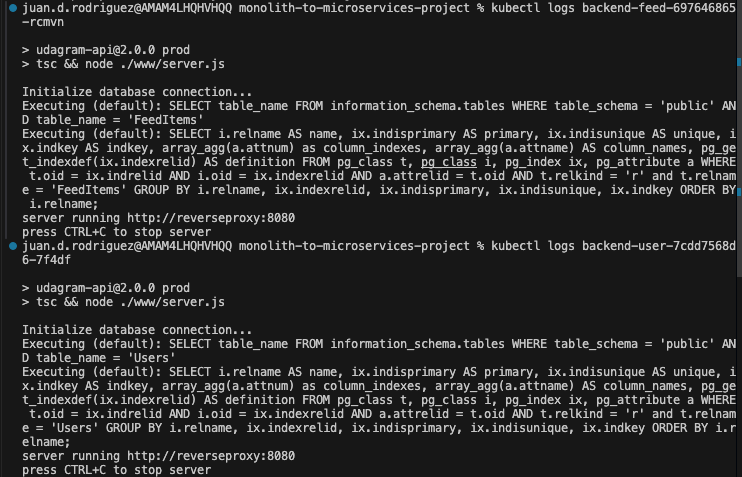 juan.d.rodriguez@AMAM4LHQHVHQQ monolith-to-microservices-project % kubectl logs backend-feed-697646865
-rcmvn

> udagram-api@2.0.0 prod
> tsc && node ./www/server.js

Initialize database connection...
Executing (default): SELECT table_name FROM information_schema.tables WHERE table_schema = 'public' AN
D table_name = 'FeedItems'
Executing (default): SELECT i.relname AS name, ix.indisprimary AS primary, ix.indisunique AS unique, i
x.indkey AS indkey, array_agg(a.attnum) as column_indexes, array_agg(a.attname) AS column_names, pg_ge
t_indexdef(ix.indexrelid) AS definition FROM pg_class t, pg_class i, pg_index ix, pg_attribute a WHERE
 t.oid = ix.indrelid AND i.oid = ix.indexrelid AND a.attrelid = t.oid AND t.relkind = 'r' and t.relnam
e = 'FeedItems' GROUP BY i.relname, ix.indexrelid, ix.indisprimary, ix.indisunique, ix.indkey ORDER BY
 i.relname;
server running http://reverseproxy:8080
press CTRL+C to stop server
juan.d.rodriguez@AMAM4LHQHVHQQ monolith-to-microservices-project % kubectl logs backend-user-7cdd7568d
6-7f4df

> udagram-api@2.0.0 prod
> tsc && node ./www/server.js

Initialize database connection...
Executing (default): SELECT table_name FROM information_schema.tables WHERE table_schema = 'public' AN
D table_name = 'Users'
Executing (default): SELECT i.relname AS name, ix.indisprimary AS primary, ix.indisunique AS unique, i
x.indkey AS indkey, array_agg(a.attnum) as column_indexes, array_agg(a.attname) AS column_names, pg_ge
t_indexdef(ix.indexrelid) AS definition FROM pg_class t, pg_class i, pg_index ix, pg_attribute a WHERE
 t.oid = ix.indrelid AND i.oid = ix.indexrelid AND a.attrelid = t.oid AND t.relkind = 'r' and t.relnam
e = 'Users' GROUP BY i.relname, ix.indexrelid, ix.indisprimary, ix.indisunique, ix.indkey ORDER BY i.r
elname;
server running http://reverseproxy:8080
press CTRL+C to stop server